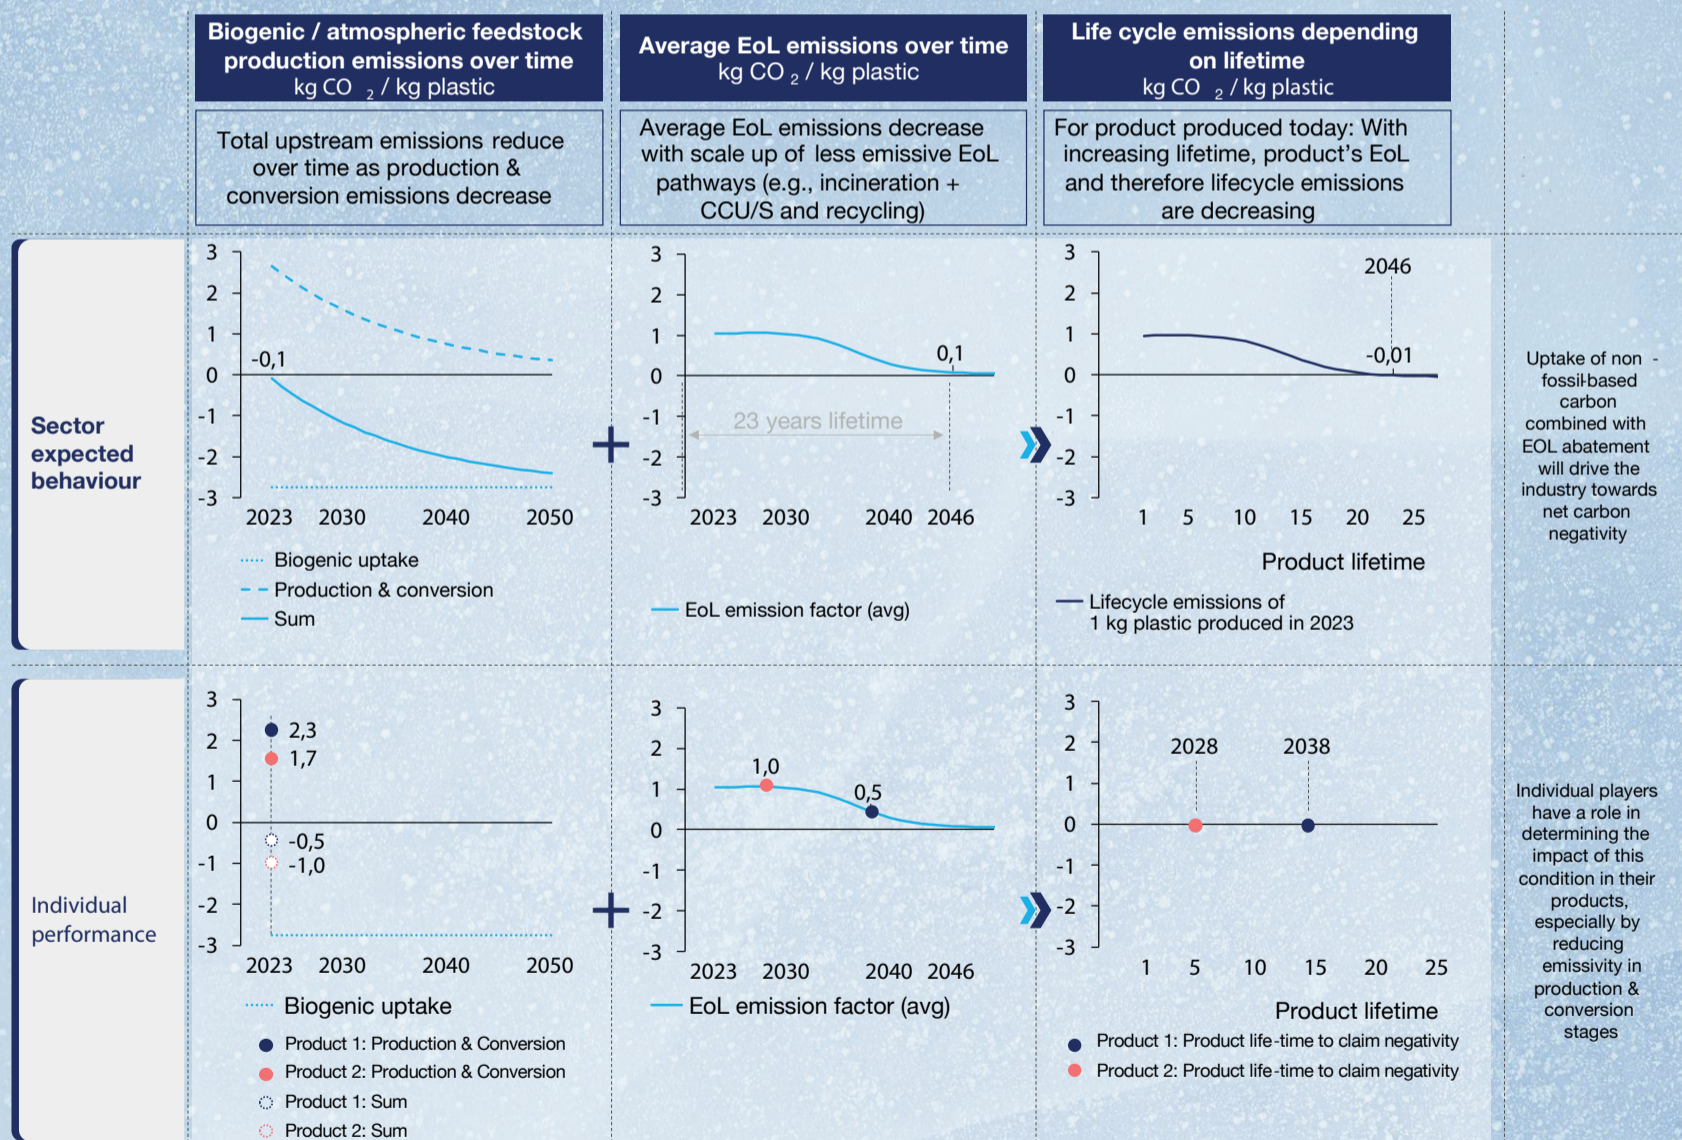 Biogenic / atmospheric feedstock
production emissions over time
kg CO 2 / kg plastic
Average EoL emissions over time
kg CO 2 / kg plastic
Life cycle emissions depending
on lifetime
kg CO 2 / kg plastic
Total upstream emissions reduce
over time as production &
conversion emissions decrease
Average EoL emissions decrease
with scale up of less emissive EoL
pathways (e.g., incineration +
CCU/S and recycling)
For product produced today: With
increasing lifetime, product's EoL
and therefore lifecycle emissions
are decreasing
Sector
expected
behaviour
3
2
1
0
-1
-2
-3
-0,1
2023 2030 2040 2050
Biogenic uptake
Production & conversion
Sum
3
2
1
0
-1
-2
-3
0,1
23 years lifetime
2023 2030 2040 2046
EoL emission factor (avg)
3
2
1
0
-1
-2
-3
2046
-0,01
1 5 10 15 20 25
Product lifetime
Lifecycle emissions of
1 kg plastic produced in 2023
Uptake of non -
fossil-based
carbon
combined with
EOL abatement
will drive the
industry towards
net carbon
negativity
Individual
performance
3
2
1
0
-1
-2
-3
2,3
1,7
-0,5
-1,0
2023 2030 2040 2050
Biogenic uptake
Product 1: Production & Conversion
Product 2: Production & Conversion
Product 1: Sum
Product 2: Sum
3
2
1
0
-1
-2
-3
1,0
0,5
2023 2030 2040 2046
EoL emission factor (avg)
3
2
1
0
-1
-2
-3
2028 2038
1 5 10 15 20 25
Product lifetime
Product 1: Product life-time to claim negativity
Product 2: Product life-time to claim negativity
Individual players
have a role in
determining the
impact of this
condition in their
products,
especially by
reducing
emissivity in
production &
conversion
stages